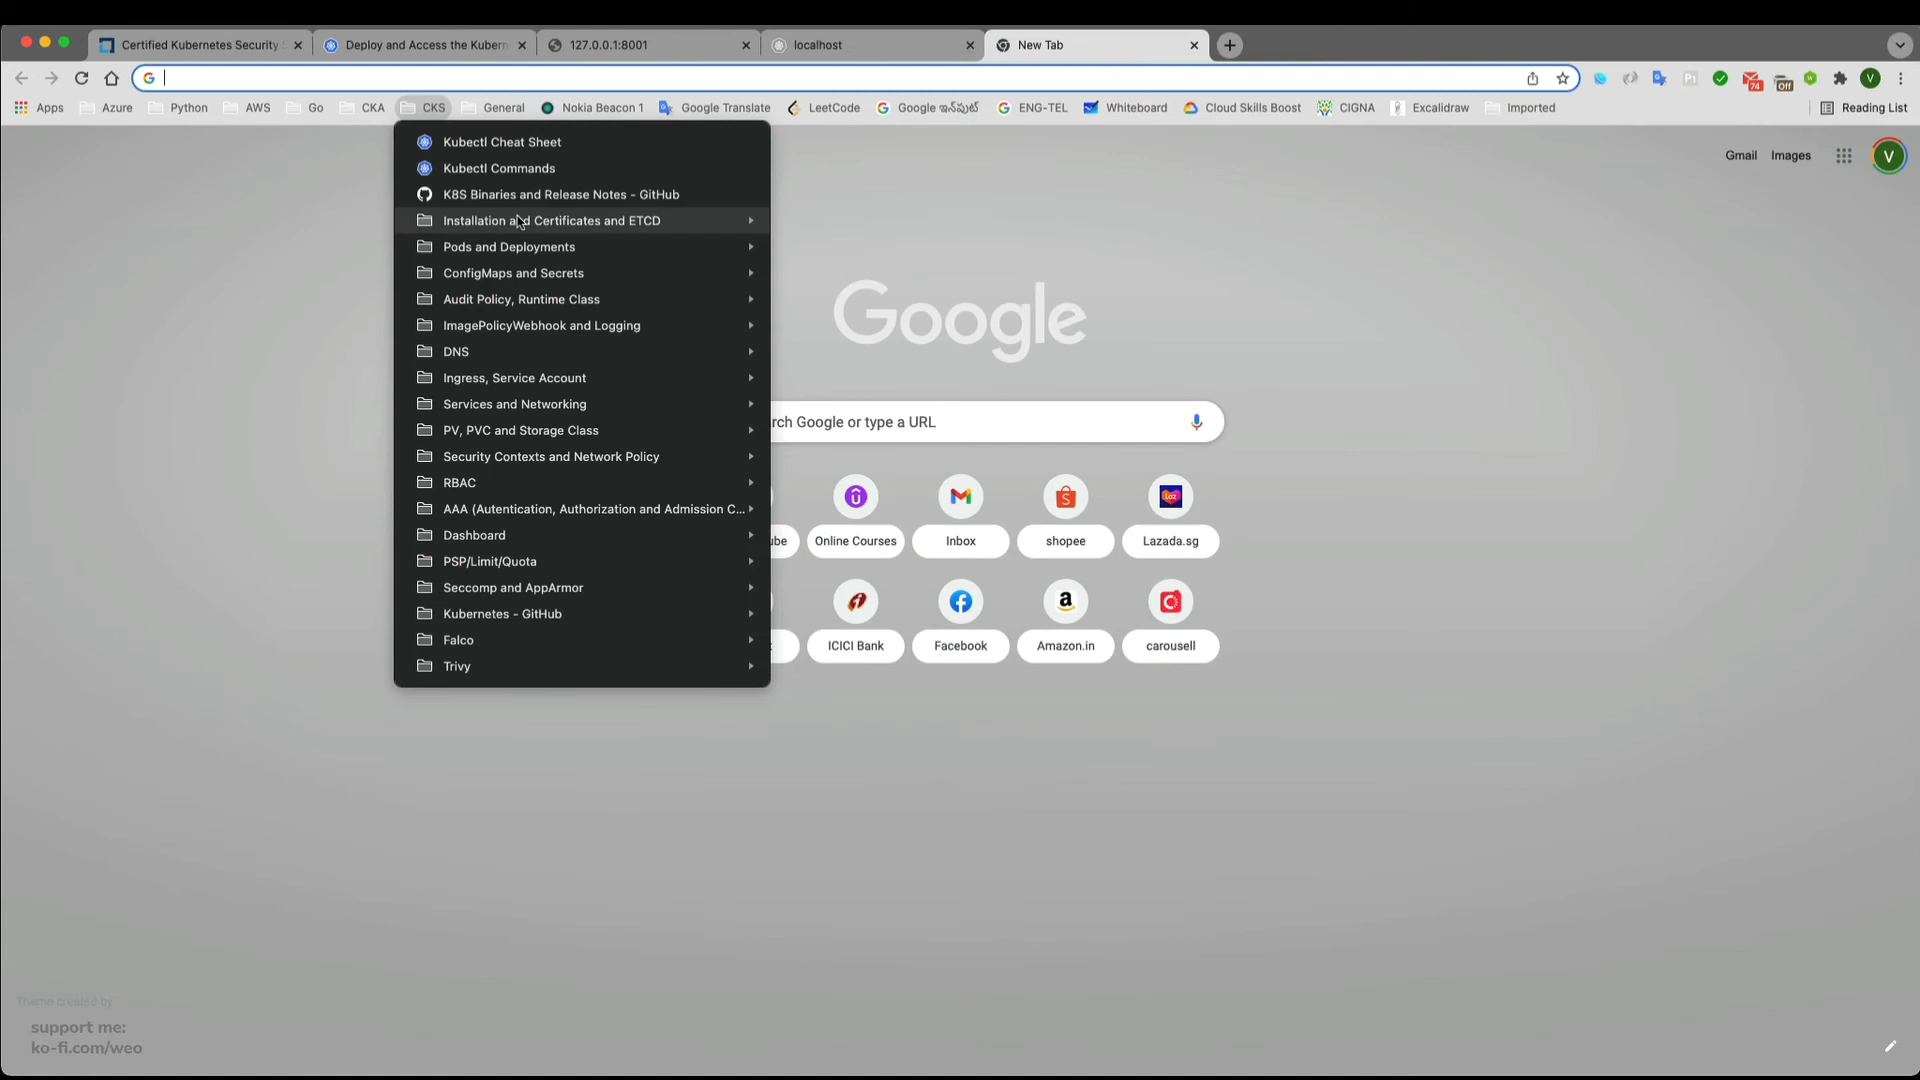 Certified Kubernetes Security
Deploy and Access the Kubern
127.0.0.1:8001
localhost
New Tab
Apps
Azure
Python
AWS
Go
CKA
CKS
General
Nokia Beacon 1
Google Translate
LeetCode
Google ఇన్‌పుట్
ENG-TEL
Whiteboard
Cloud Skills Boost
CIGNA
Excalidraw
Imported
Reading List
74
Off
V
Kubectl Cheat Sheet
Kubectl Commands
K8S Binaries and Release Notes - GitHub
Installation and Certificates and ETCD
Pods and Deployments
ConfigMaps and Secrets
Audit Policy, Runtime Class
ImagePolicyWebhook and Logging
DNS
Ingress, Service Account
Services and Networking
PV, PVC and Storage Class
Security Contexts and Network Policy
RBAC
AAA (Autentication, Authorization and Admission C...
Dashboard
PSP/Limit/Quota
Seccomp and AppArmor
Kubernetes - GitHub
Falco
Trivy
Gmail
Images
V
Google
rch Google or type a URL
ube
Online Courses
Inbox
shopee
Lazada.sg
ICICI Bank
Facebook
Amazon.in
carousell
Theme created by
support me:
ko-fi.com/weo